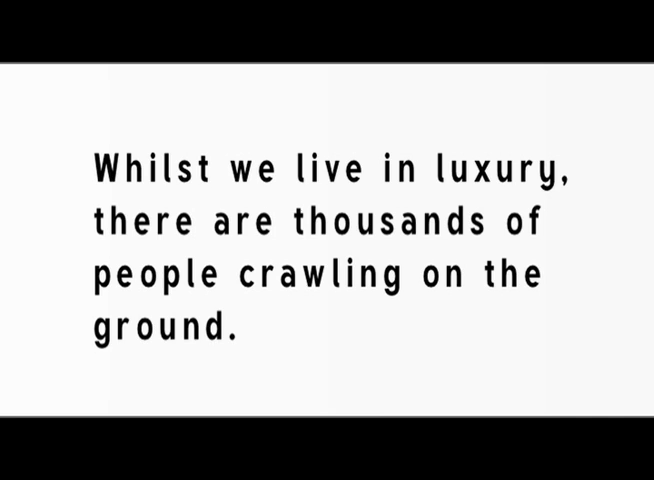 Whilst we live in luxury,
there are thousands of
people crawling on the
ground.